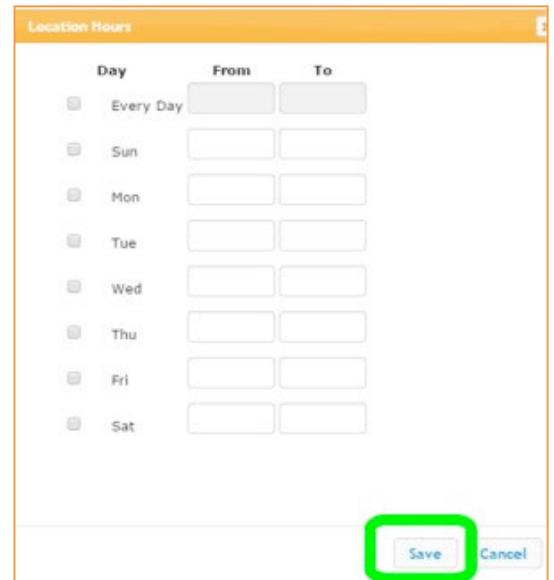 Location Hours
Day From To
Every Day
Sun
Mon
Tue
Wed
Thu
Fri
Sat
Save Cancel